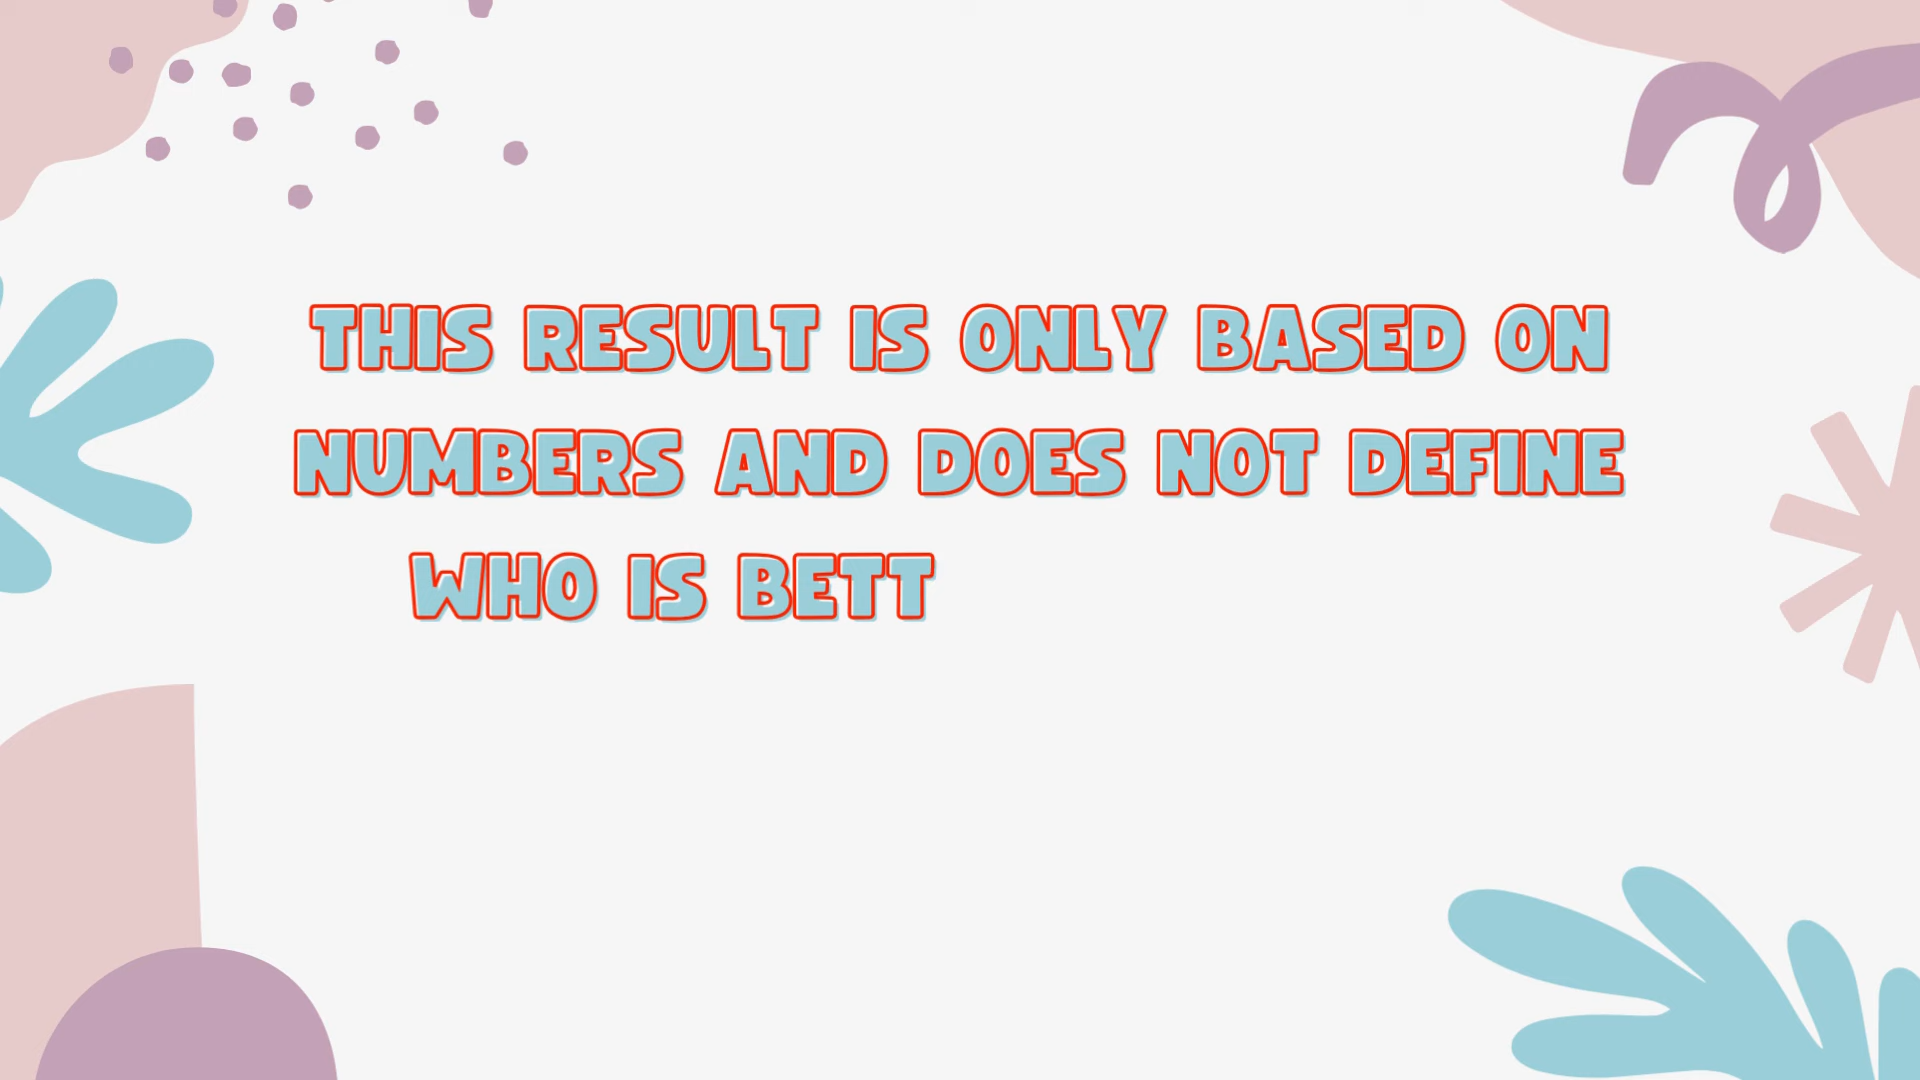 THIS RESULT IS ONLY BASED ON
NUMBERS AND DOES NOT DEFINE
WHO IS BETT